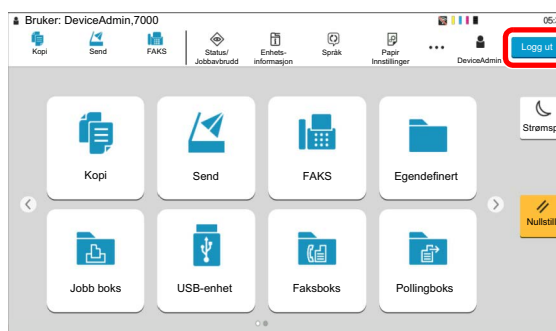 Bruker: DeviceAdmin,7000
Kopi
Send
FAKS
Status/
Jobbavbrudd
Enhets-
informasjon
Språk
Papir
Innstillinger
DeviceAdmin
Logg ut
Kopi
Send
FAKS
Egendefinert
Jobb boks
USB-enhet
Faksboks
Pollingboks
Nullstill